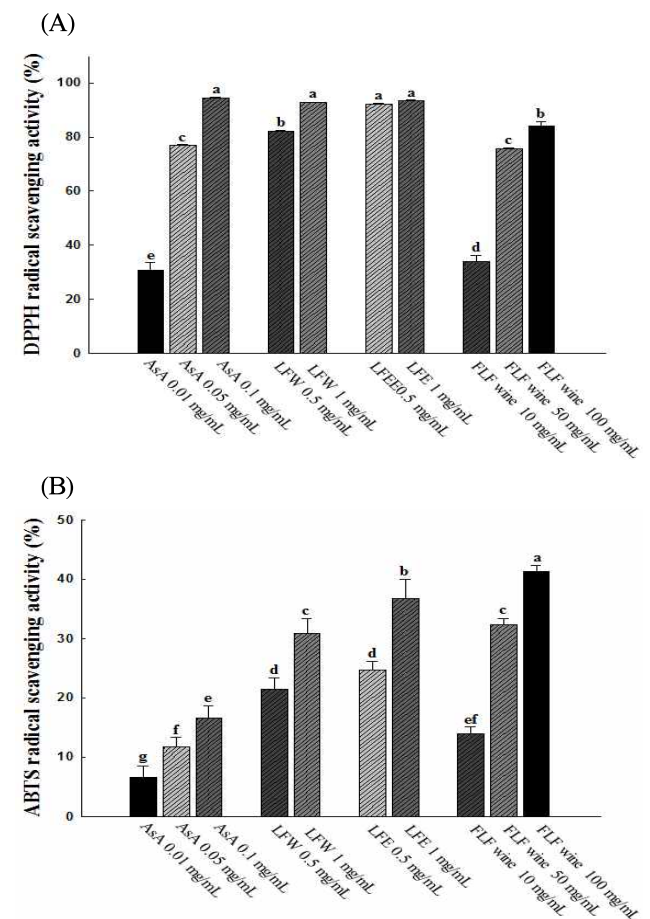 (A)
DPPH radical scavenging activity (%)
100
80
60
40
20
0
e
c
a
b
a
a
a
d
c
b
AsA 0.01 mg/mL
AsA 0.05 mg/mL
AsA 0.1 mg/mL
LFW 0.5 mg/mL
LFW 1 mg/mL
LFEE0.5 mg/mL
LFE 1 mg/mL
FLF wine 10 mg/mL
FLF wine 50 mg/mL
FLF wine 100 mg/mL
(B)
ABTS radical scavenging activity (%)
50
40
30
20
10
0
g
f
e
d
c
d
b
ef
c
a
AsA 0.01 mg/mL
AsA 0.05 mg/mL
AsA 0.1 mg/mL
LFW 0.5 mg/mL
LFW 1 mg/mL
LFE 0.5 mg/mL
LFE 1 mg/mL
FLF wine 10 mg/mL
FLF wine 50 mg/mL
FLF wine 100 mg/mL